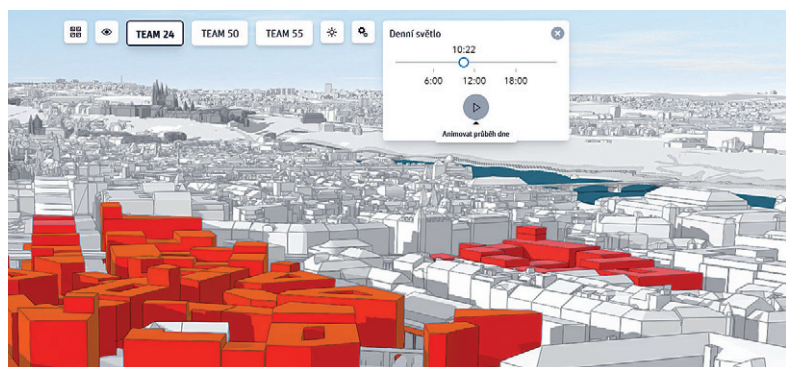 TEAM 24
TEAM 50
TEAM 55
Denní světlo
10:22
6:00 12:00 18:00
Animovat průběh dne